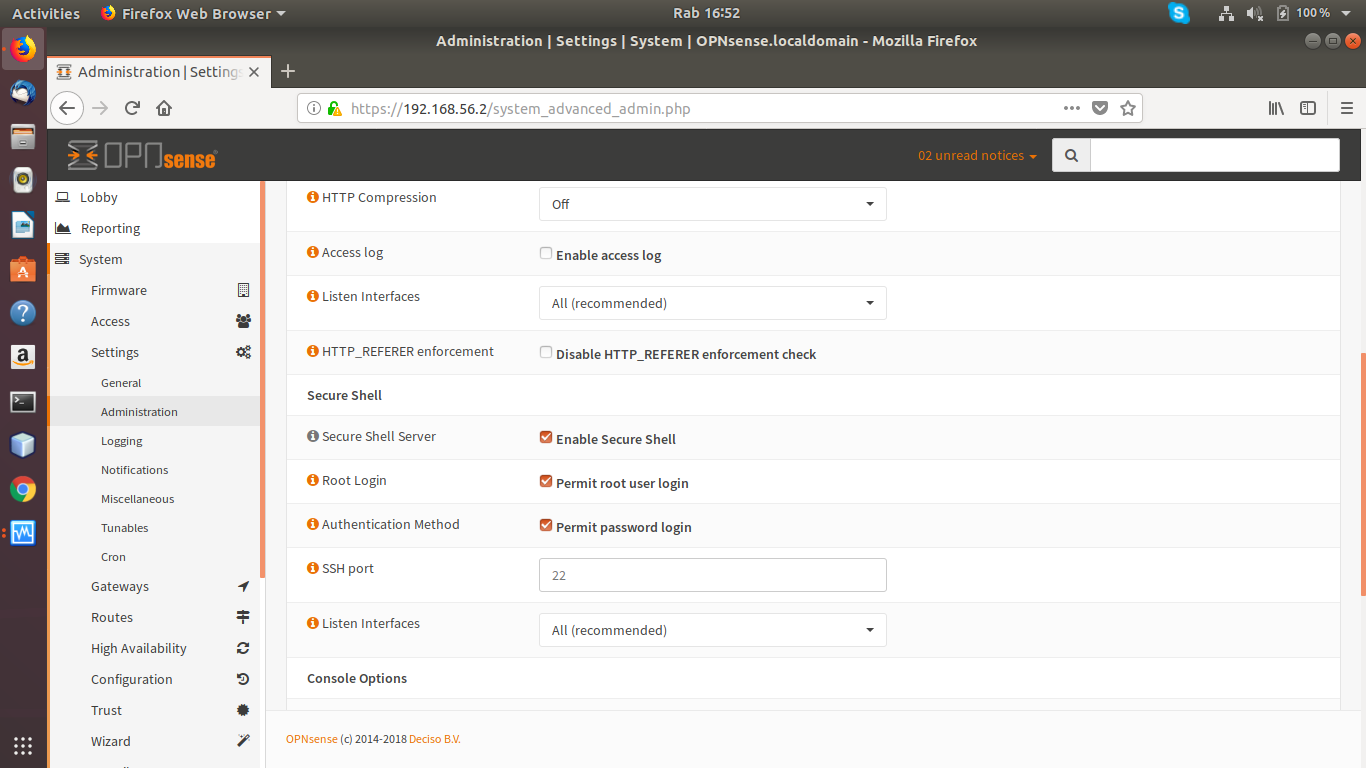 Activities Firefox Web Browser Rab 16:52 100 %
Administration | Settings | System | OPNsense.localdomain - Mozilla Firefox
Administration | Settings
https://192.168.56.2/system_advanced_admin.php
OPNsense 02 unread notices
Lobby
Reporting
System
Firmware
Access
Settings
General
Administration
Logging
Notifications
Miscellaneous
Tunables
Cron
Gateways
Routes
High Availability
Configuration
Trust
Wizard
HTTP Compression Off
Access log Enable access log
Listen Interfaces All (recommended)
HTTP_REFERER enforcement Disable HTTP_REFERER enforcement check
Secure Shell
Secure Shell Server Enable Secure Shell
Root Login Permit root user login
Authentication Method Permit password login
SSH port 22
Listen Interfaces All (recommended)
Console Options
OPNsense (c) 2014-2018 Deciso B.V.